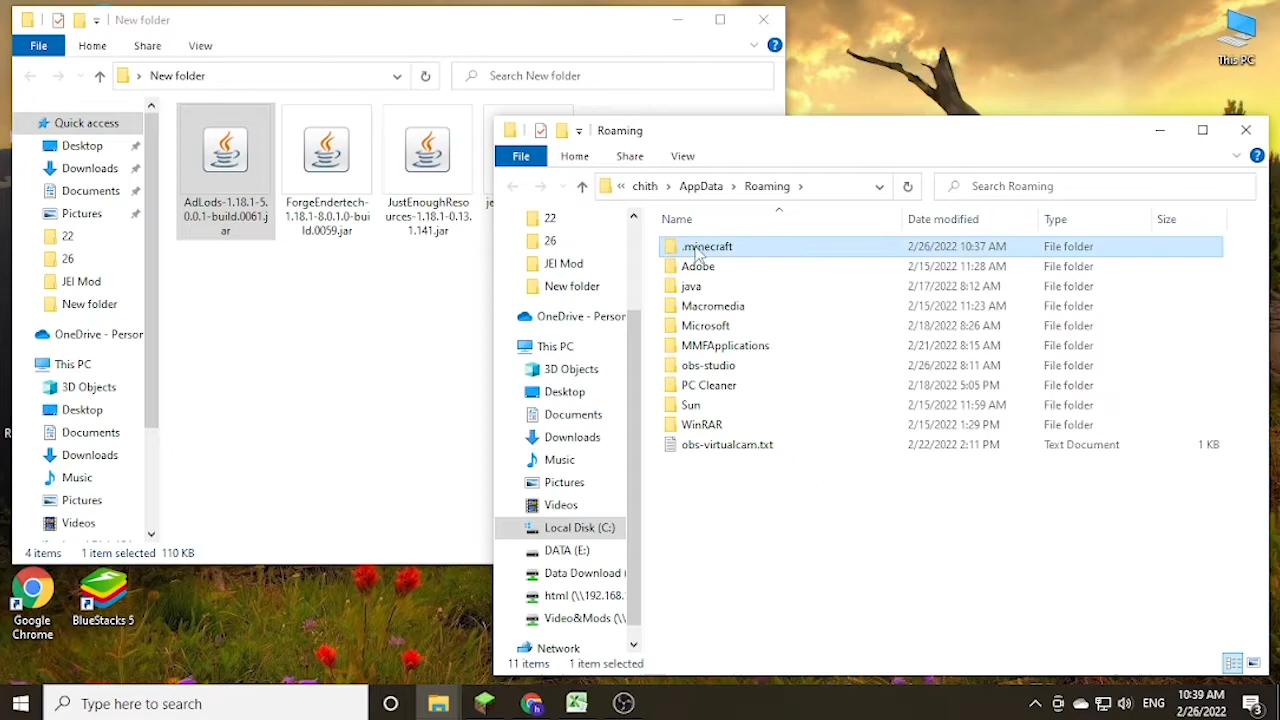 New folder
File Home Share View
New folder
Search New folder
Quick access
Desktop
Downloads
Documents
Pictures
22
26
JEI Mod
New folder
OneDrive - Person
This PC
3D Objects
Desktop
Documents
Downloads
Music
Pictures
Videos
AdLods-1.18.1-5.
0.0.1-build.0061.j
ar
ForgeEndertech-
1.18.1-8.0.1.0-bui
ld.0059.jar
JustEnoughReso
urces-1.18.1-0.13.
1.141.jar
je
4 items 1 item selected 110 KB
Roaming
File Home Share View
« chith › AppData › Roaming ›
Search Roaming
22
26
JEI Mod
New folder
OneDrive - Person
This PC
3D Objects
Desktop
Documents
Downloads
Music
Pictures
Videos
Local Disk (C:)
DATA (E:)
Data Download (
html (\\192.168.
Video&Mods (\\
Network
Name Date modified Type Size
.minecraft 2/26/2022 10:37 AM File folder
Adobe 2/15/2022 11:28 AM File folder
java 2/17/2022 8:12 AM File folder
Macromedia 2/15/2022 11:23 AM File folder
Microsoft 2/18/2022 8:26 AM File folder
MMFApplications 2/21/2022 8:15 AM File folder
obs-studio 2/26/2022 8:11 AM File folder
PC Cleaner 2/18/2022 5:05 PM File folder
Sun 2/15/2022 11:59 AM File folder
WinRAR 2/15/2022 1:29 PM File folder
obs-virtualcam.txt 2/22/2022 2:11 PM Text Document 1 KB
11 items 1 item selected
This PC
R
Google
Chrome
BlueStacks 5
Type here to search
ENG
10:39 AM
2/26/2022
3